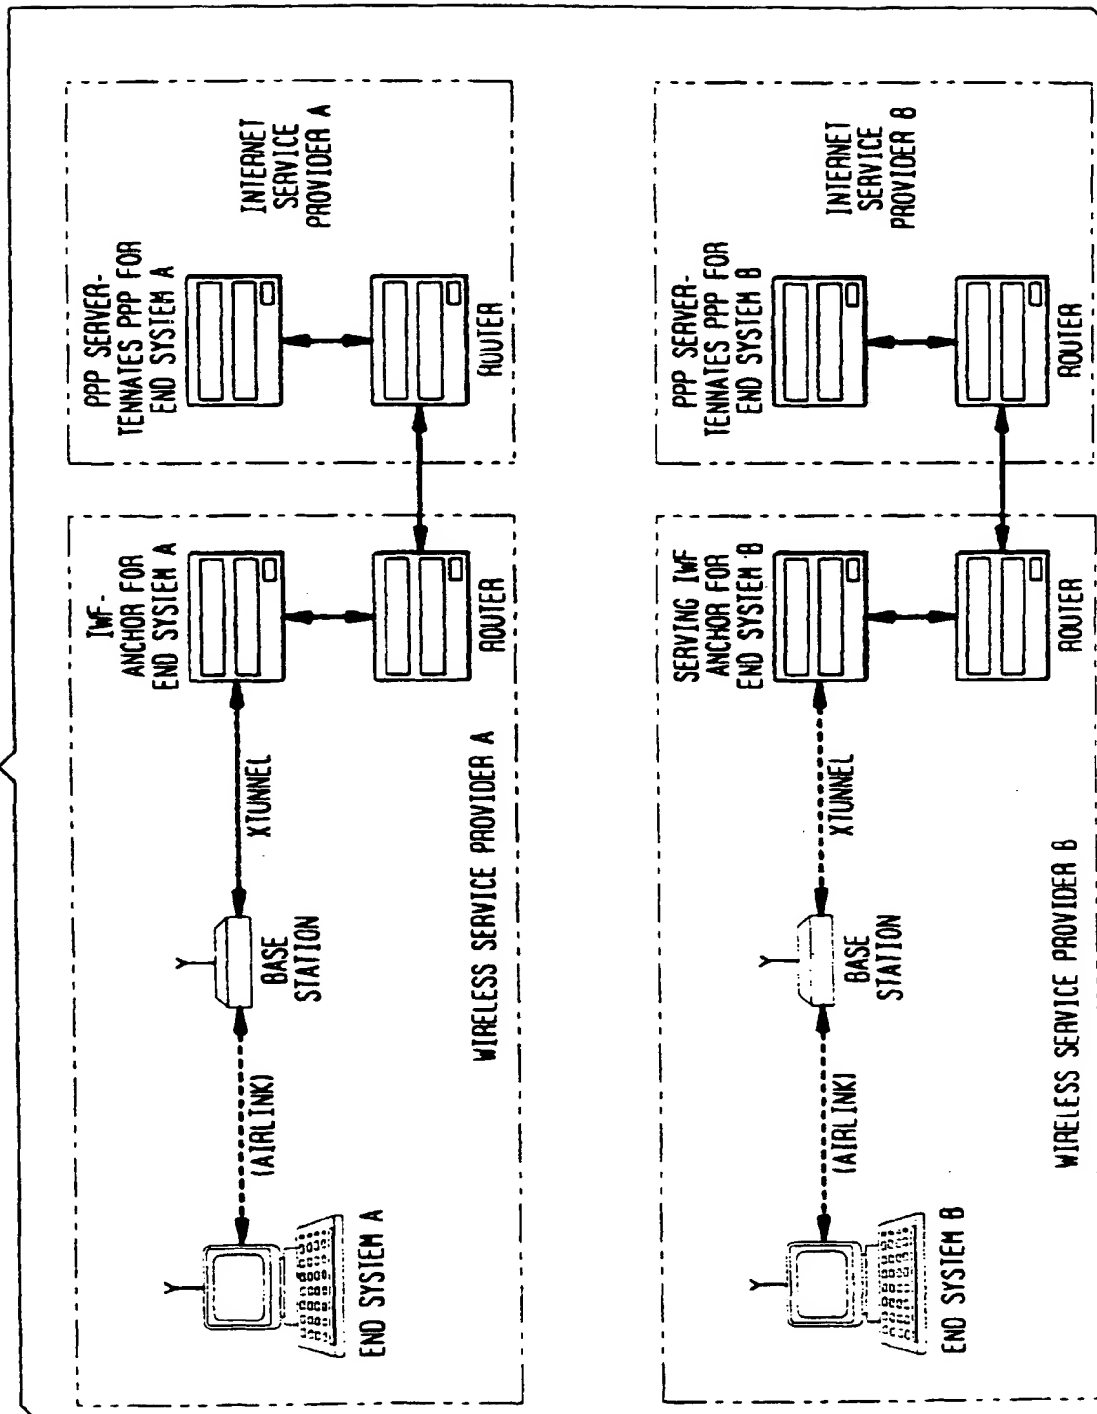 INTERNET
SERVICE
PROVIDER A
PPP SERVER-
TENNATES PPP FOR
END SYSTEM A
ROUTER
IWF-
ANCHOR FOR
END SYSTEM A
ROUTER
XTUNNEL
BASE
STATION
WIRELESS SERVICE PROVIDER A
(AIRLINK)
END SYSTEM A
INTERNET
SERVICE
PROVIDER B
PPP SERVER-
TENNATES PPP FOR
END SYSTEM B
ROUTER
SERVING IWF
ANCHOR FOR
END SYSTEM B
ROUTER
XTUNNEL
BASE
STATION
WIRELESS SERVICE PROVIDER B
(AIRLINK)
END SYSTEM B